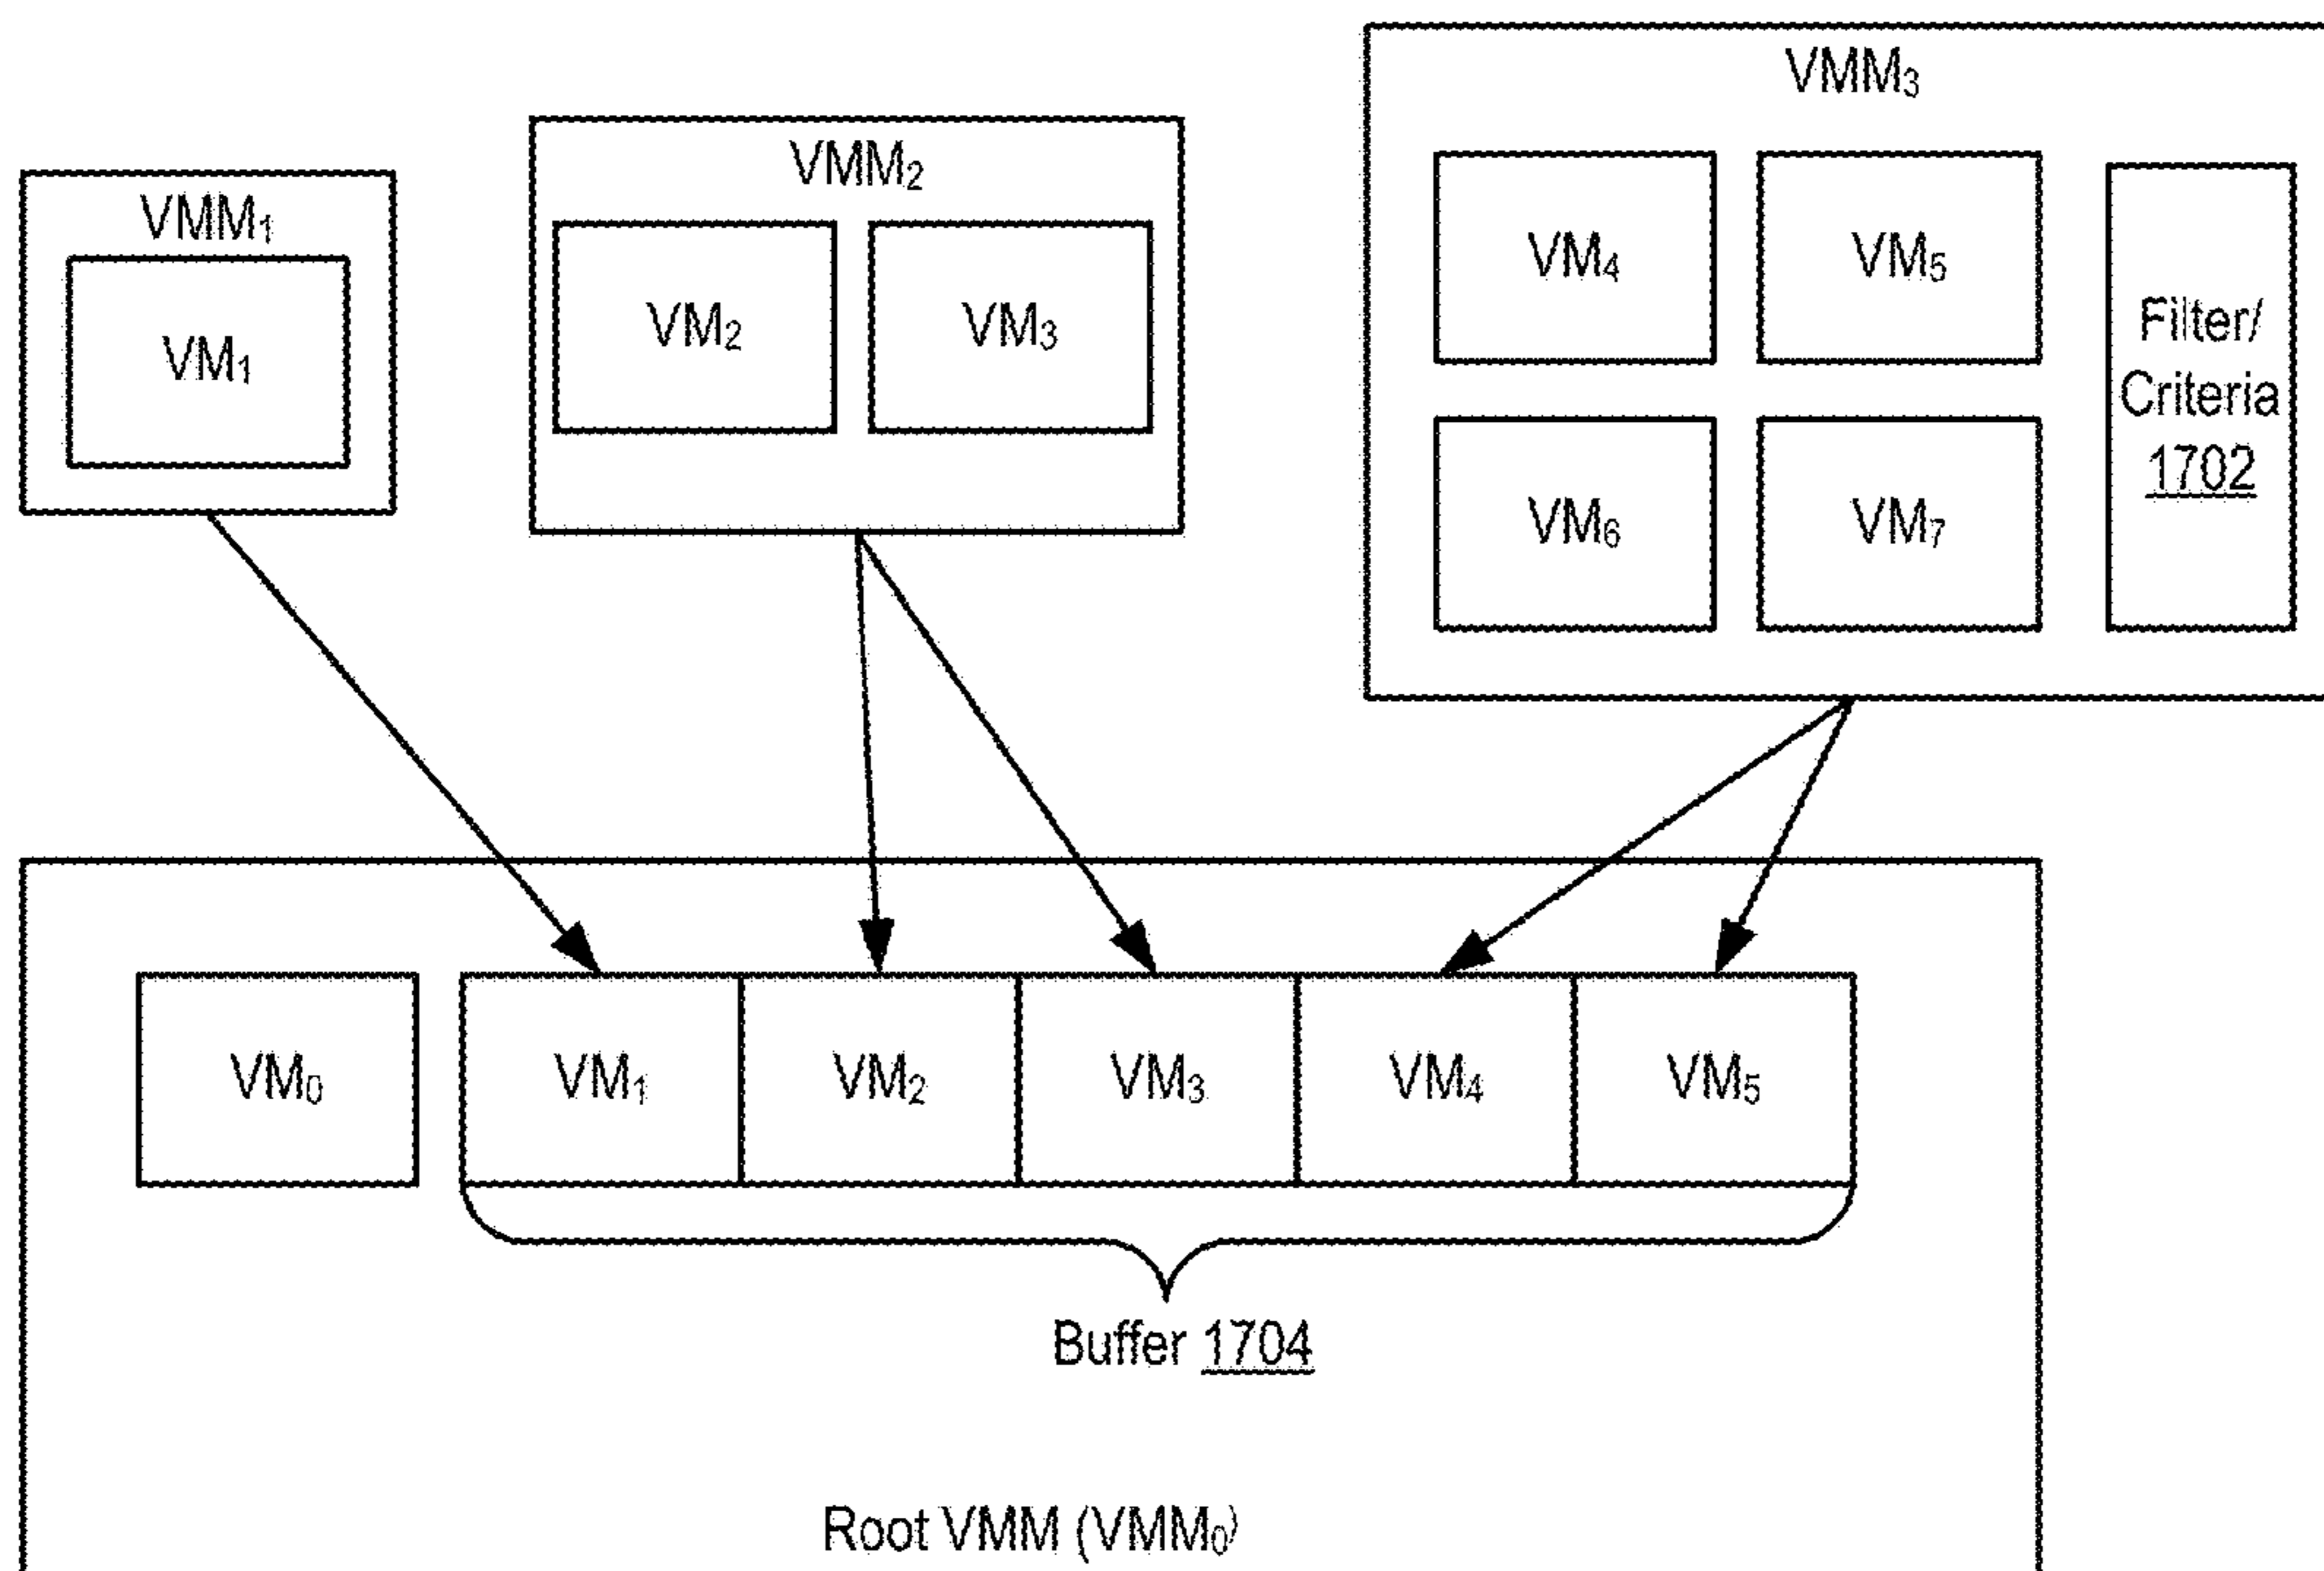 VMM₁
VM₁
VMM₂
VM₂ VM₃
VMM₃
VM₄ VM₅
VM₆ VM₇
Filter/
Criteria
1702
VM₀ VM₁ VM₂ VM₃ VM₄ VM₅
Buffer 1704
Root VMM (VMM₀)